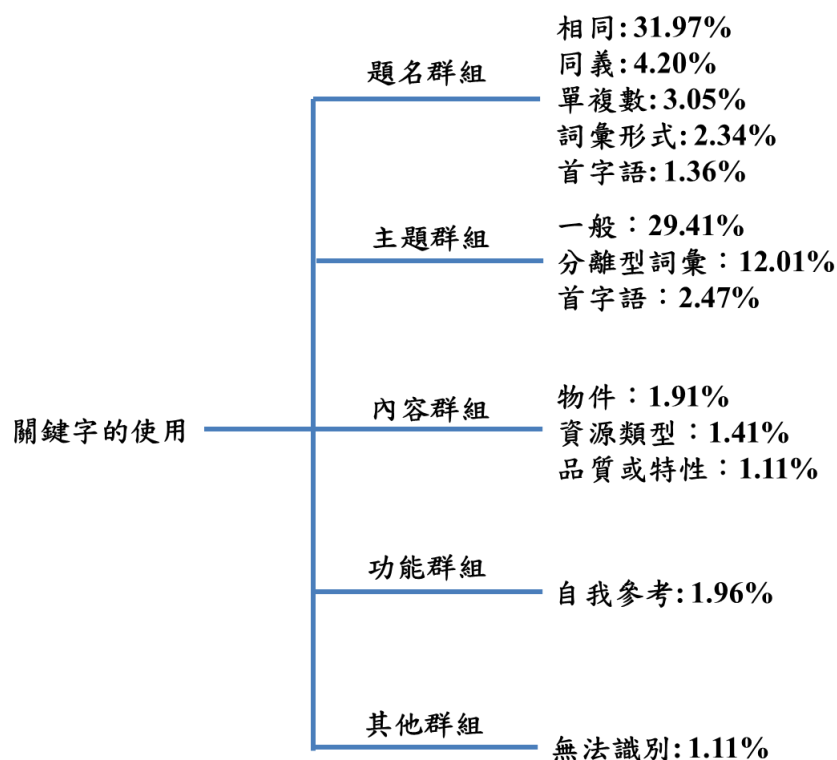 題名群組
相同:31.97%
同義:4.20%
單複數:3.05%
詞彙形式:2.34%
首字語:1.36%
主題群組
一般：29.41%
分離型詞彙：12.01%
首字語：2.47%
關鍵字的使用
內容群組
物件：1.91%
資源類型：1.41%
品質或特性：1.11%
功能群組
自我參考:1.96%
其他群組
無法識別:1.11%